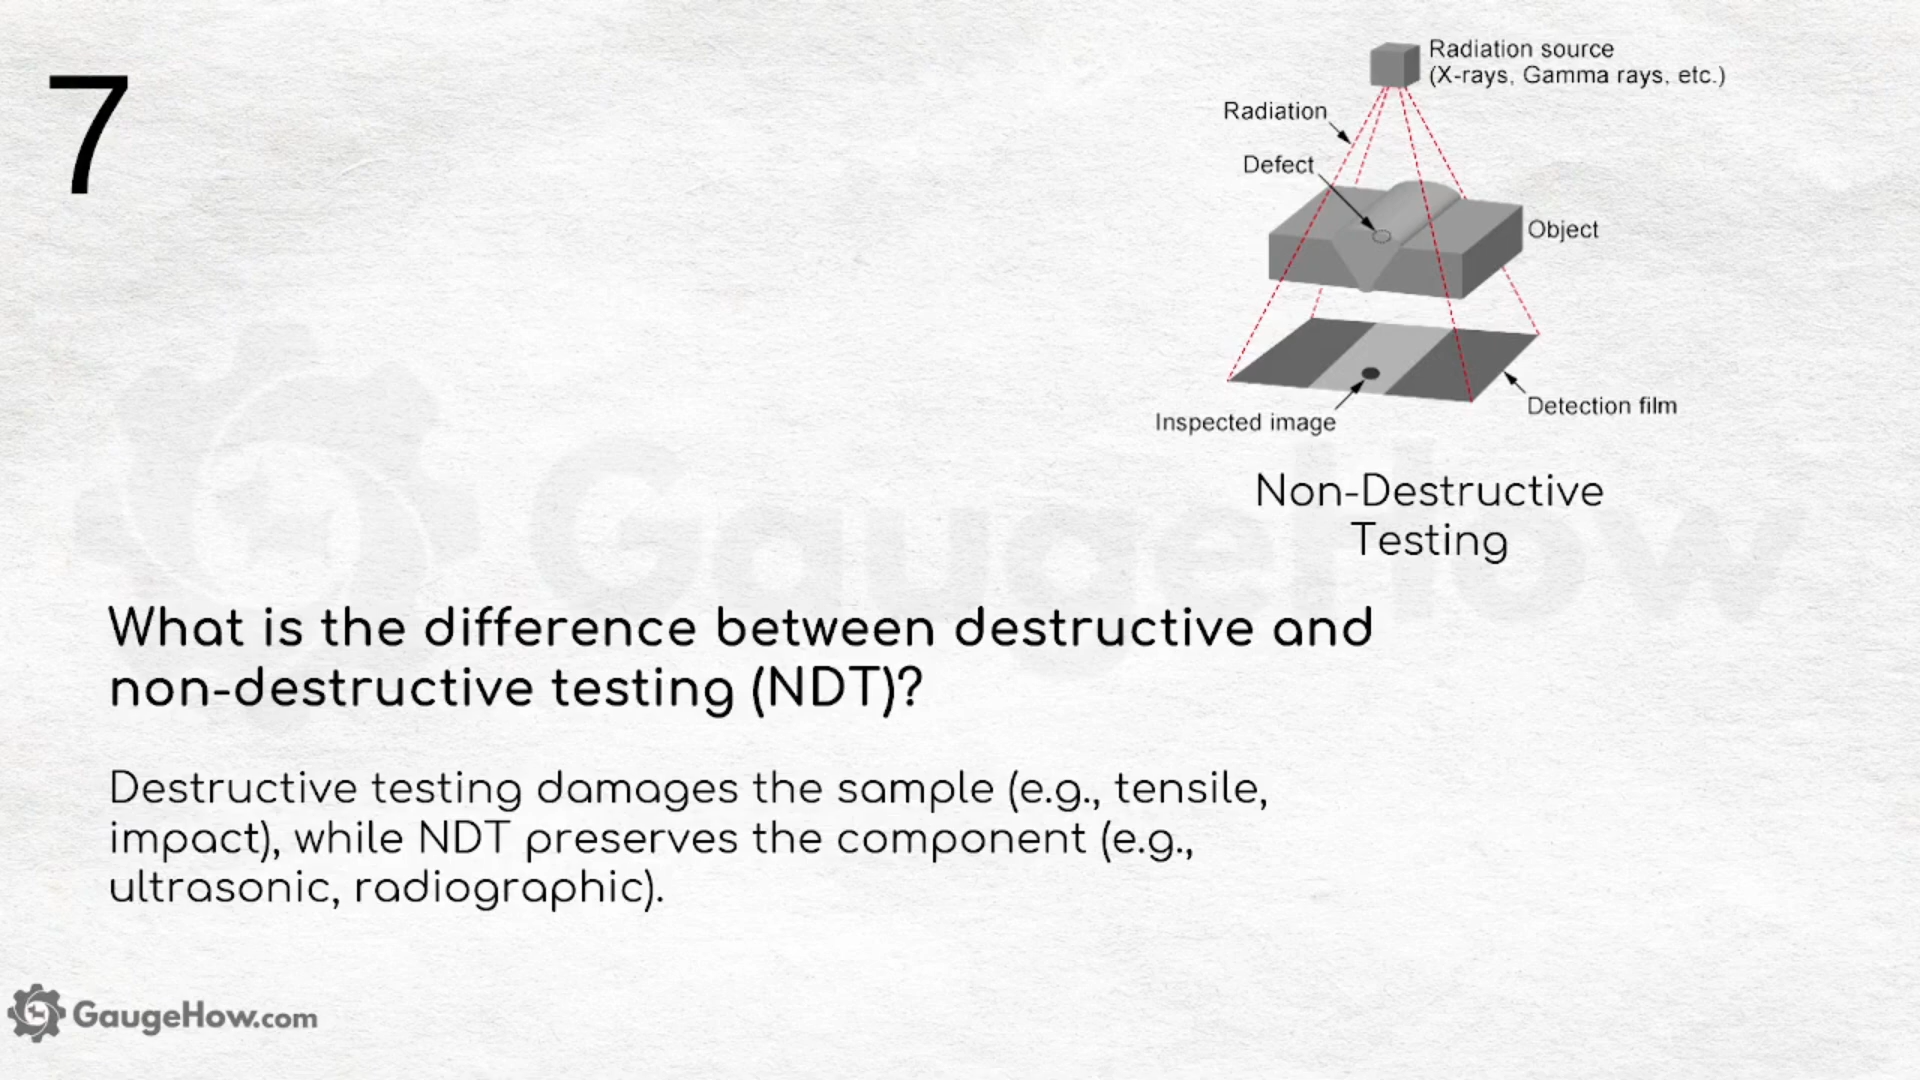 7
Radiation source
(X-rays, Gamma rays, etc.)
Radiation
Defect
Object
Detection film
Inspected image
Non-Destructive
Testing
GaugeHow
What is the difference between destructive and
non-destructive testing (NDT)?
Destructive testing damages the sample (e.g., tensile,
impact), while NDT preserves the component (e.g.,
ultrasonic, radiographic).
GaugeHow.com